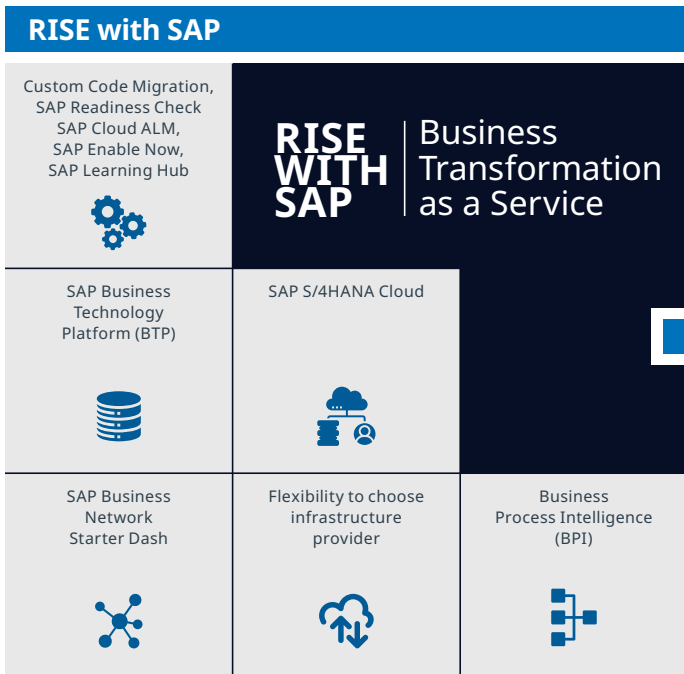 RISE with SAP
Custom Code Migration,
SAP Readiness Check
SAP Cloud ALM,
SAP Enable Now,
SAP Learning Hub
RISE
WITH
SAP
Business
Transformation
as a Service
SAP Business
Technology
Platform (BTP)
SAP S/4HANA Cloud
SAP Business
Network
Starter Dash
Flexibility to choose
infrastructure
provider
Business
Process Intelligence
(BPI)